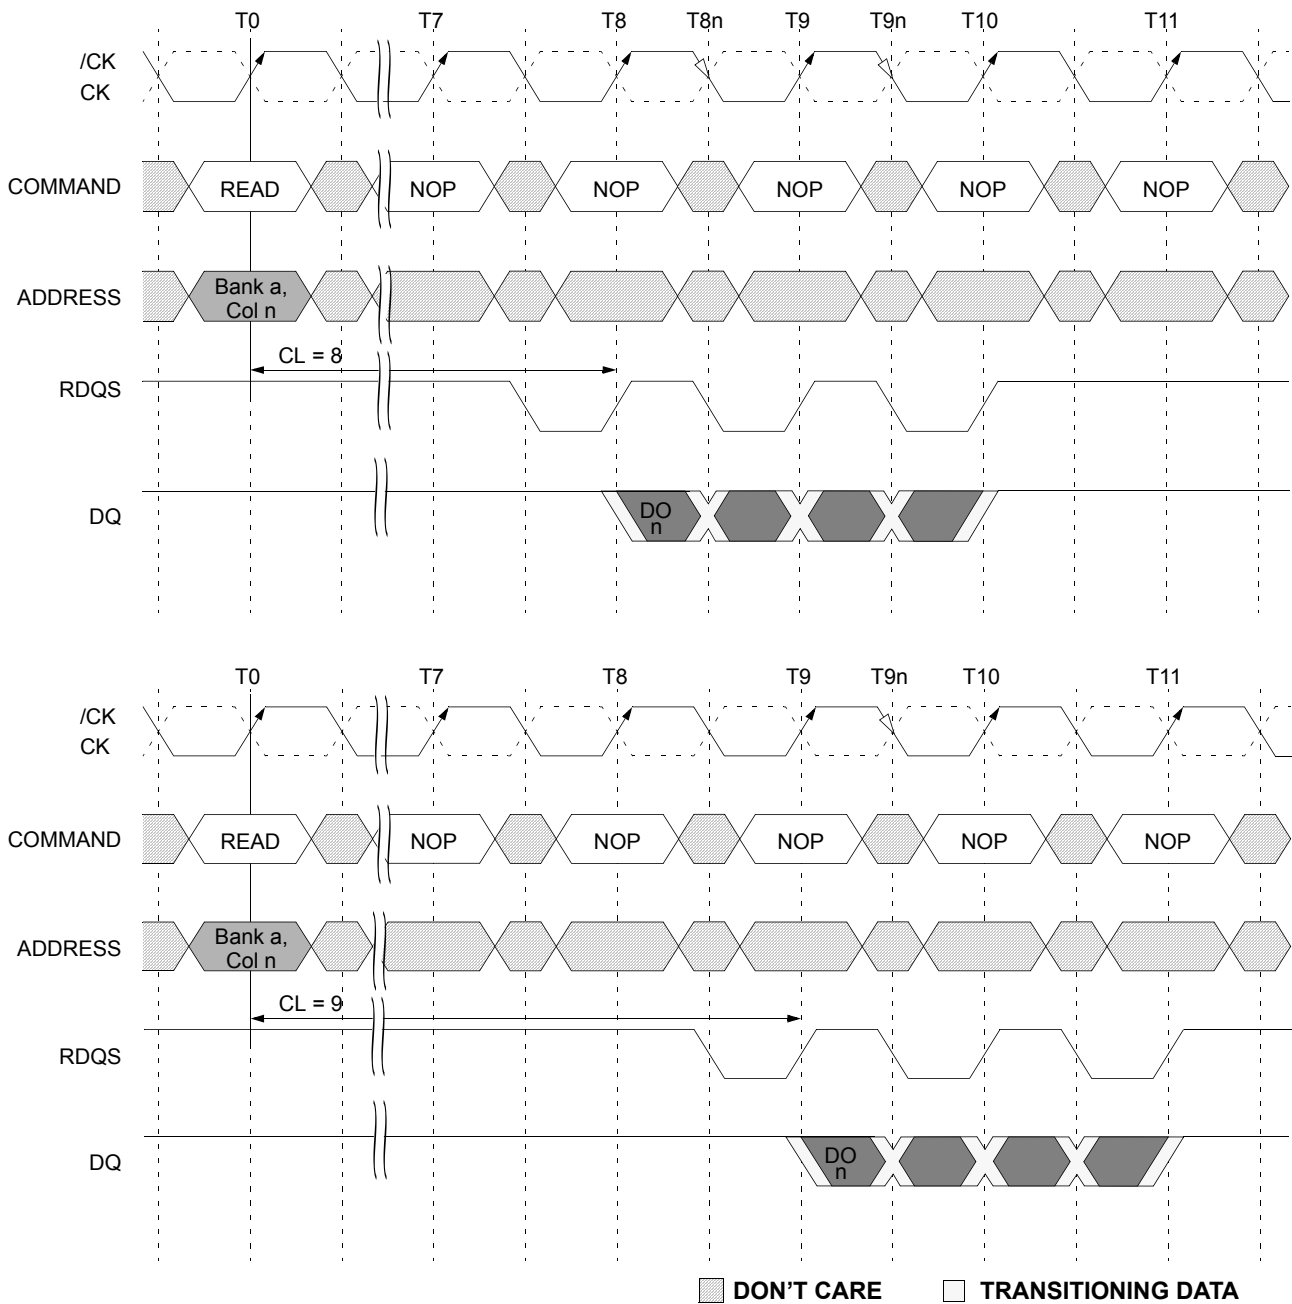 T0 T7 T8 T8n T9 T9n T10 T11
/CK
CK
COMMAND READ NOP NOP NOP NOP NOP
ADDRESS Bank a,
Col n
CL = 8
RDQS
DQ DO
n
T0 T7 T8 T9 T9n T10 T11
/CK
CK
COMMAND READ NOP NOP NOP NOP NOP
ADDRESS Bank a,
Col n
CL = 9
RDQS
DQ DO
n
DON'T CARE TRANSITIONING DATA